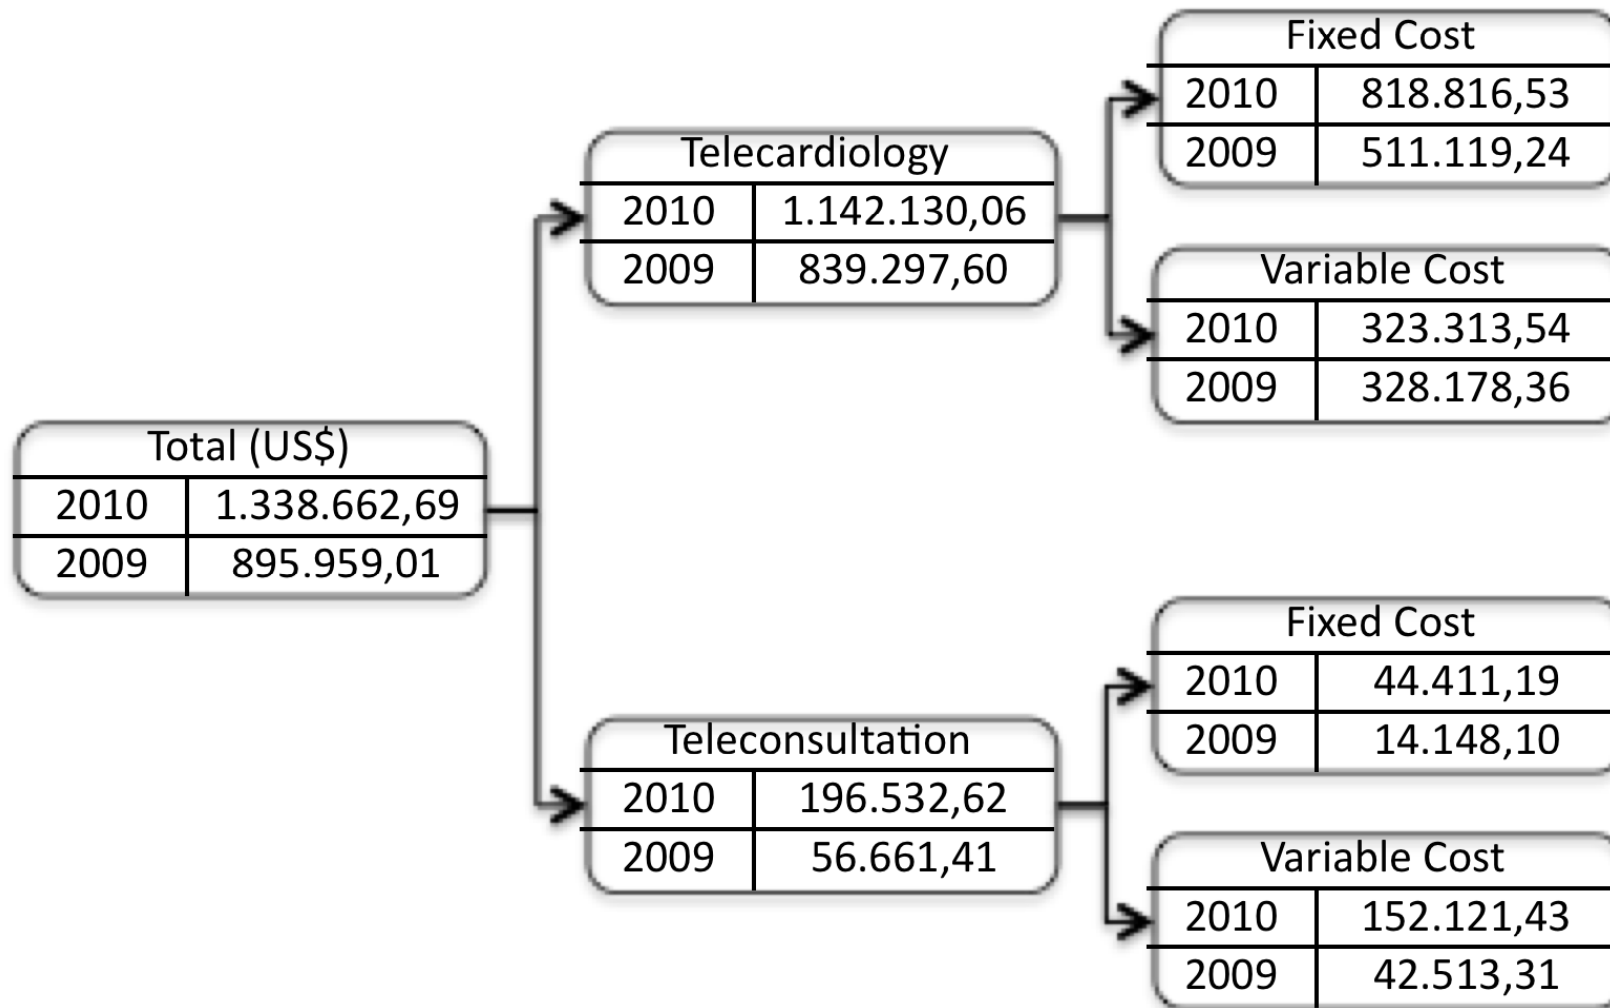 Fixed Cost
2010 818.816,53
2009 511.119,24
Telecardiology
2010 1.142.130,06
2009 839.297,60
Variable Cost
2010 323.313,54
2009 328.178,36
Total (US$)
2010 1.338.662,69
2009 895.959,01
Fixed Cost
2010 44.411,19
2009 14.148,10
Teleconsultation
2010 196.532,62
2009 56.661,41
Variable Cost
2010 152.121,43
2009 42.513,31